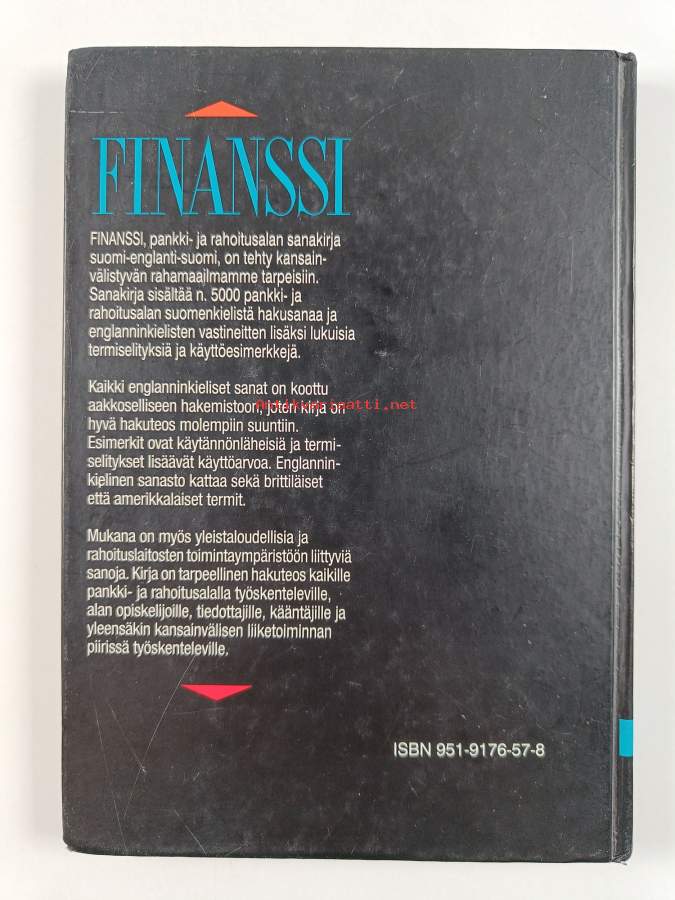 FINANSSI
FINANSSI, pankki- ja rahoitusalan sanakirja
suomi-englanti-suomi, on tehty kansain-
välistyvän rahamaailmamme tarpeisiin.
Sanakirja sisältää n. 5000 pankki- ja
rahoitusalan suomenkielistä hakusanaa ja
englanninkielisten vastineitten lisäksi lukuisia
termiselityksiä ja käyttöesimerkkejä.
Kaikki englanninkieliset sanat on koottu
aakkoselliseen hakemistoon, joten kirja on
Antikvariaatti.net
hyvä hakuteos molempiin suuntiin.
Esimerkit ovat käytännönläheisiä ja termi-
selitykset lisäävät käyttöarvoa. Englannin-
kielinen sanasto kattaa sekä brittiläiset
että amerikkalaiset termit.
Mukana on myös yleistaloudellisia ja
rahoituslaitosten toimintaympäristöön liittyviä
sanoja. Kirja on tarpeellinen hakuteos kaikille
pankki- ja rahoitusalalla työskenteleville,
alan opiskelijoille, tiedottajille, kääntäjille ja
yleensäkin kansainvälisen liiketoiminnan
piirissä työskenteleville.
ISBN 951-9176-57-8